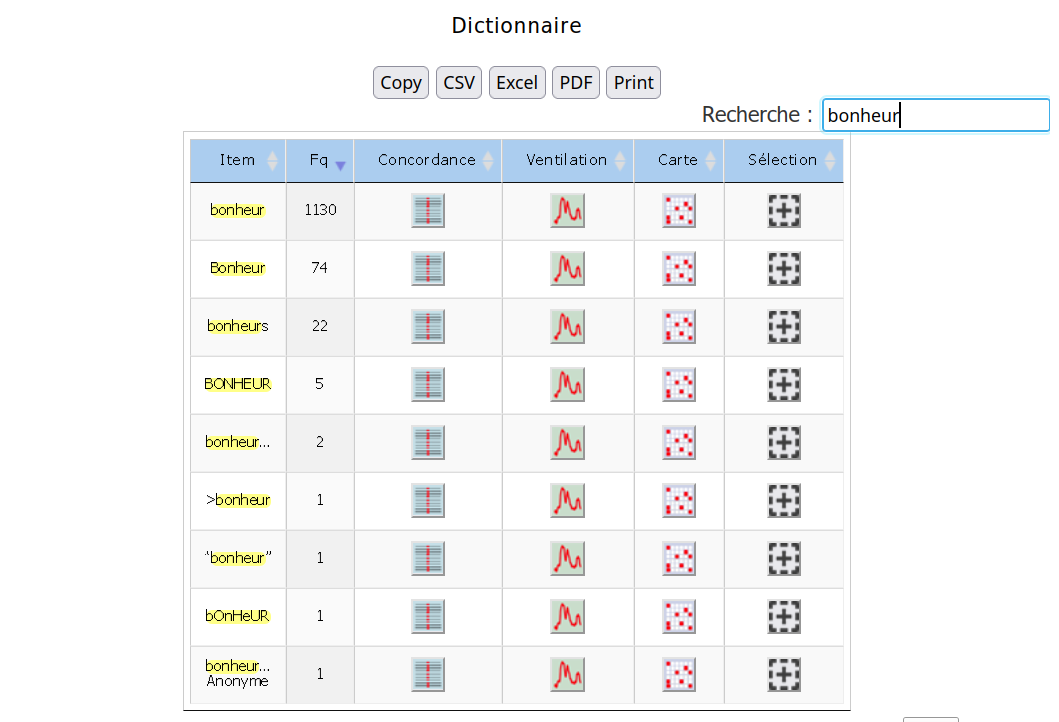 Dictionnaire
Copy CSV Excel PDF Print
Recherche : bonheur
Item Fq Concordance Ventilation Carte Sélection
bonheur 1130
Bonheur 74
bonheurs 22
BONHEUR 5
bonheur... 2
>bonheur 1
“bonheur” 1
bOnHeUR 1
bonheur...
Anonyme 1